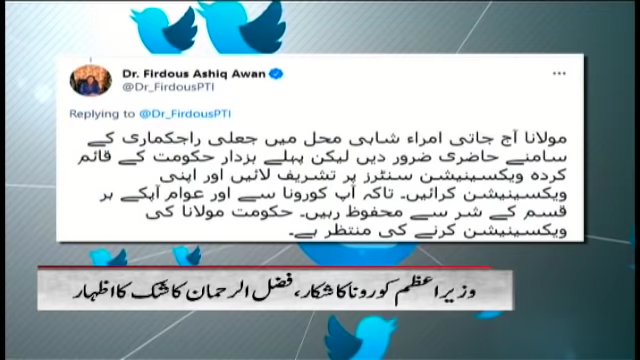 Dr. Firdous Ashiq Awan
@Dr_FirdousPTI
Replying to @Dr_FirdousPTI
مولانا آج جاتی امراء شاہی محل میں جعلی راجکماری کے
سامنے حاضری ضرور دیں لیکن پہلے بزدار حکومت کے قائم
کردہ ویکسینیشن سنٹرز پر تشریف لائیں اور اپنی
ویکسینیشن کرائیں۔ تاکہ آپ کورونا سے اور عوام آپکے ہر
قسم کے شر سے محفوظ رہیں۔ حکومت مولانا کی
ویکسینیشن کرنے کی منتظر ہے۔
وزیراعظم کورونا کا شکار، فضل الرحمان کا شک کا اظہار